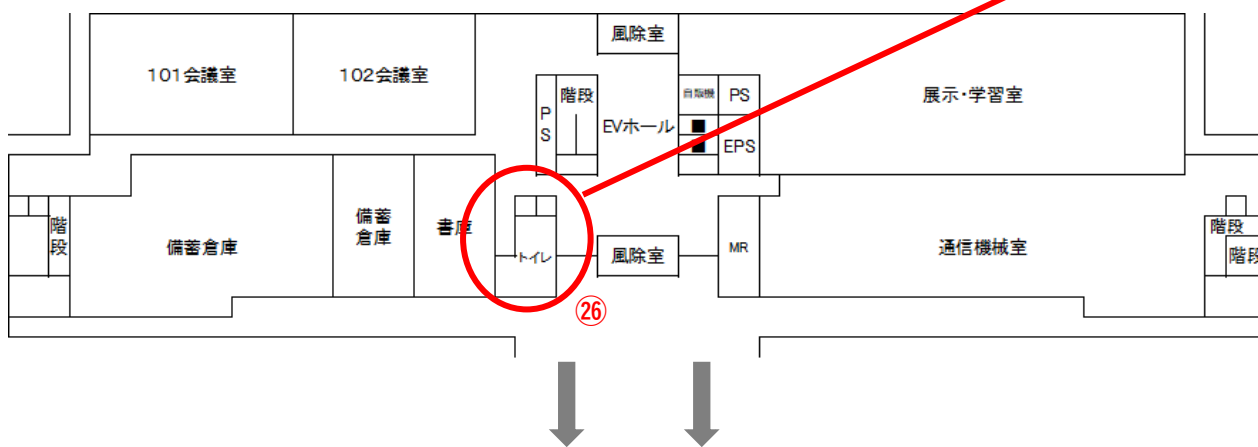 風除室
101会議室
102会議室
PS
階段
EVホール
自販機
PS
EPS
展示・学習室
階段
備蓄倉庫
備蓄
倉庫
書庫
トイレ
風除室
MR
通信機械室
階段
階段
㉖